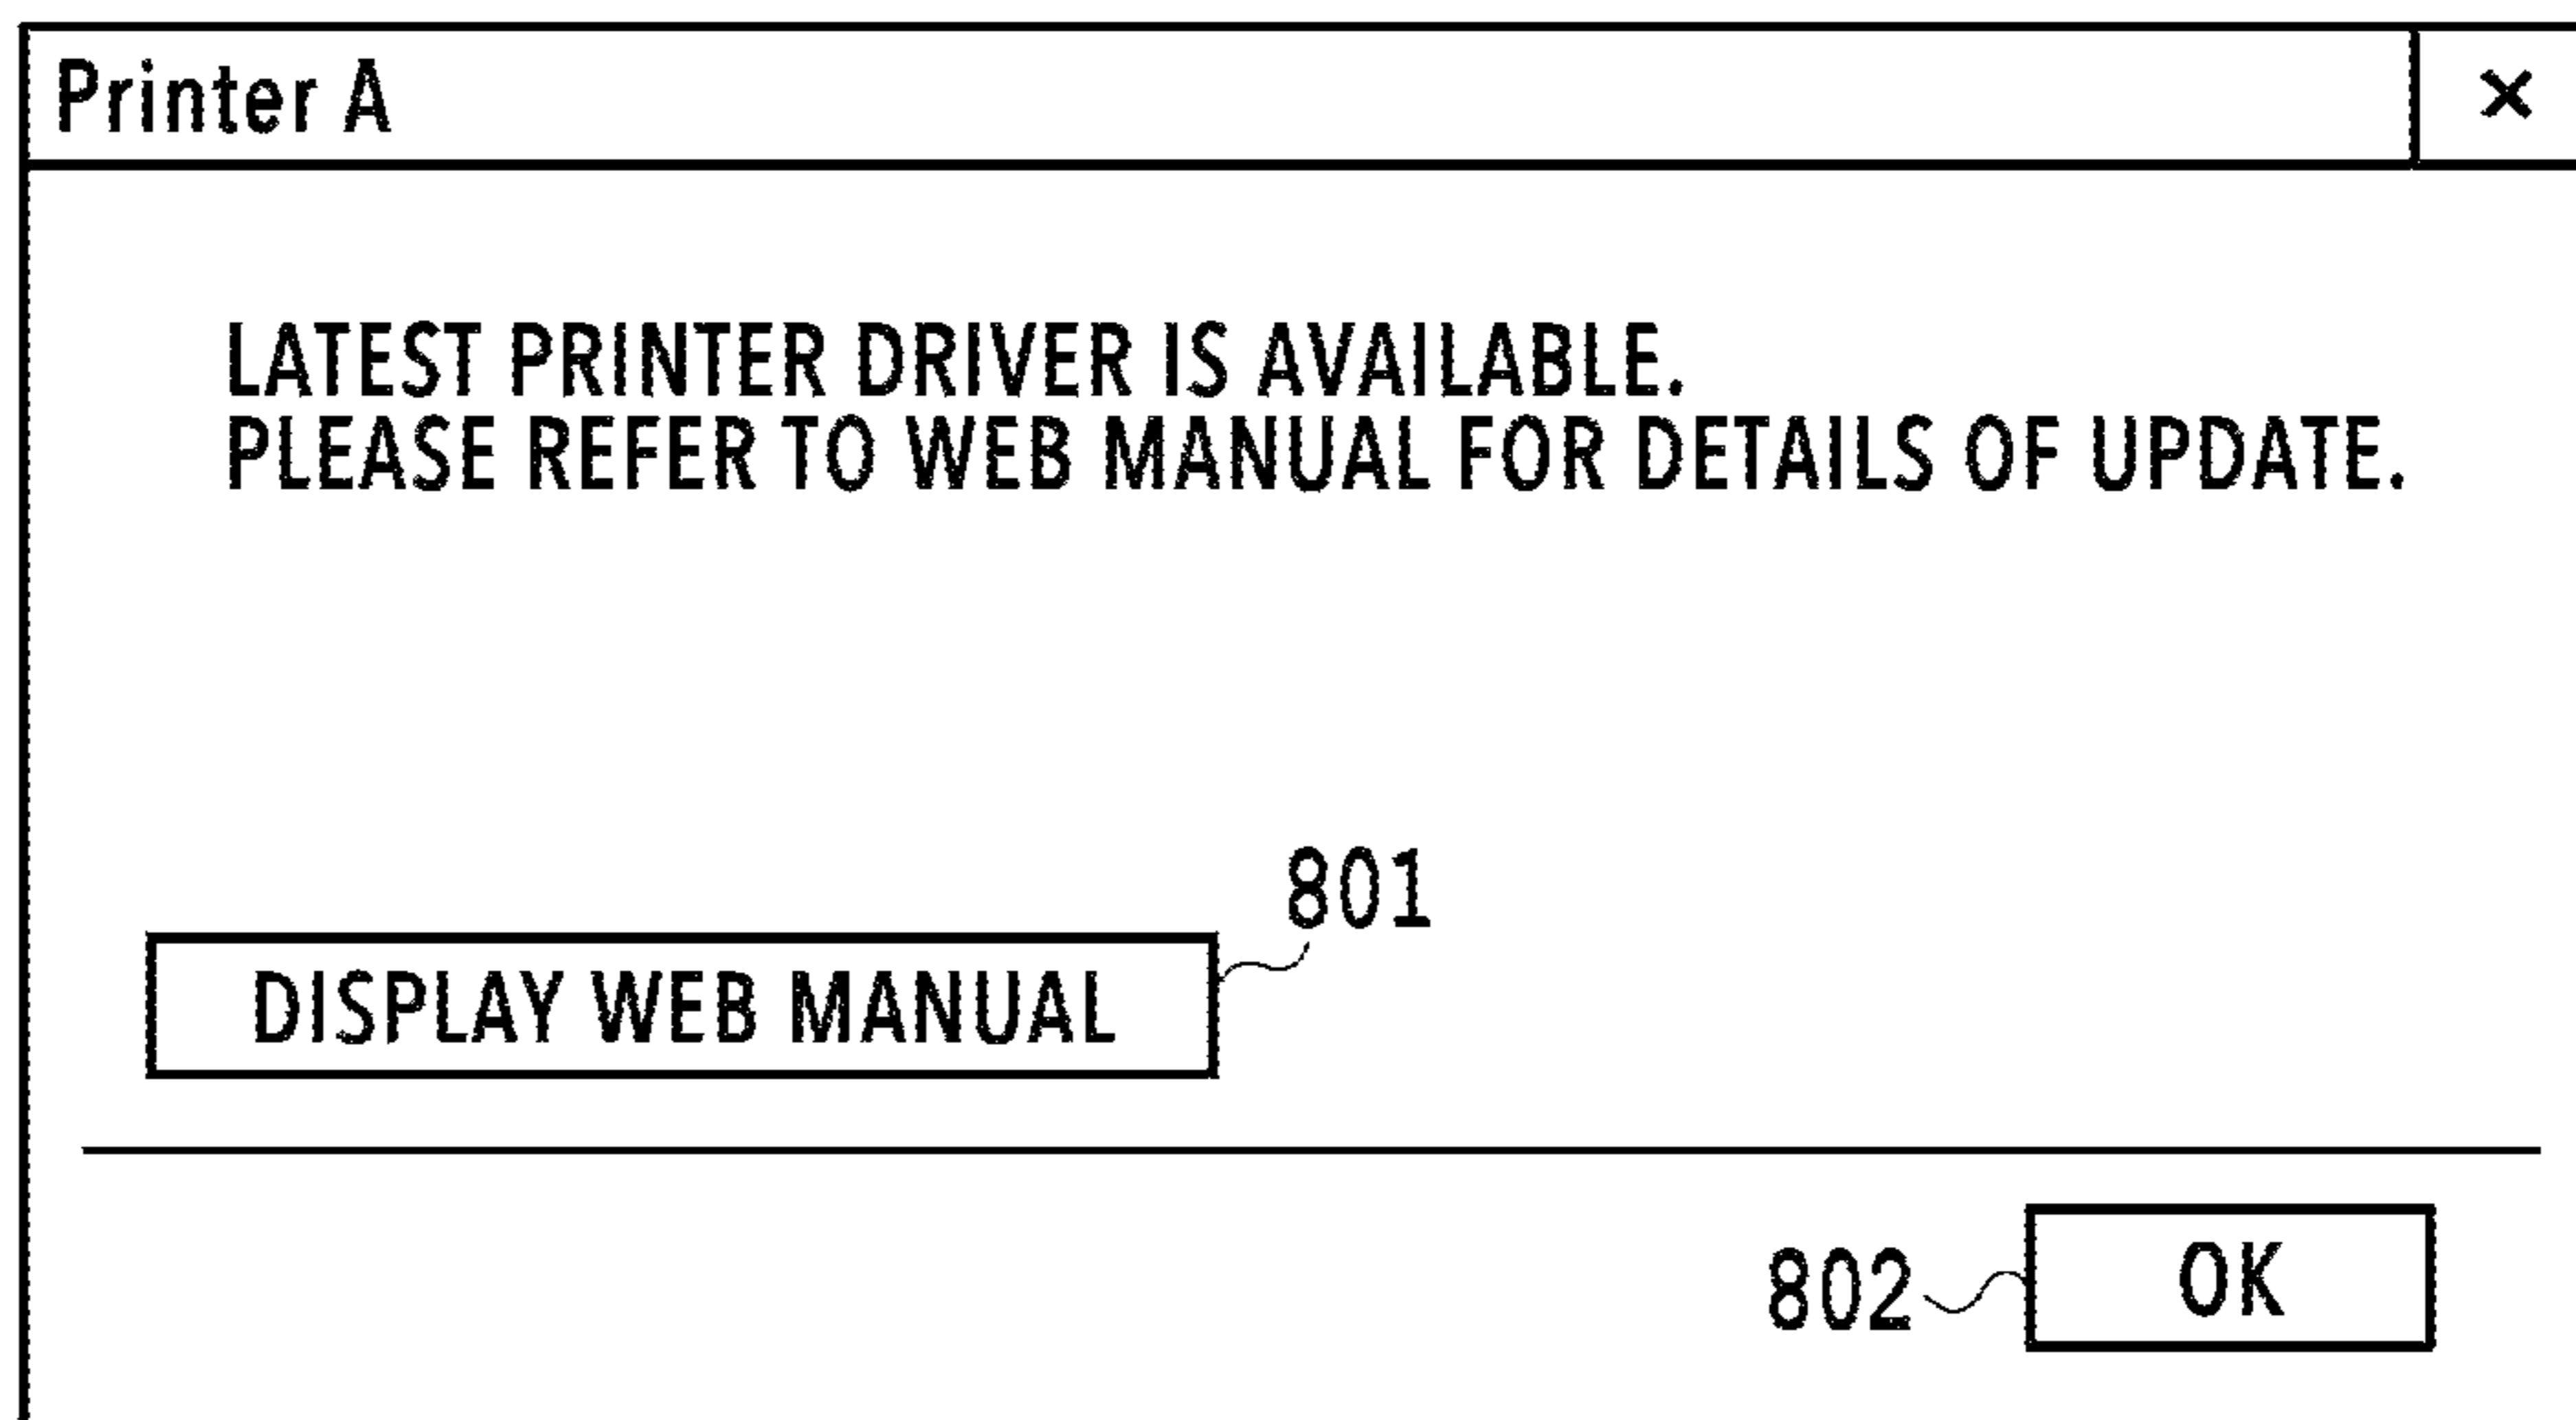 Printer A ×
LATEST PRINTER DRIVER IS AVAILABLE.
PLEASE REFER TO WEB MANUAL FOR DETAILS OF UPDATE.
801
DISPLAY WEB MANUAL
802 OK